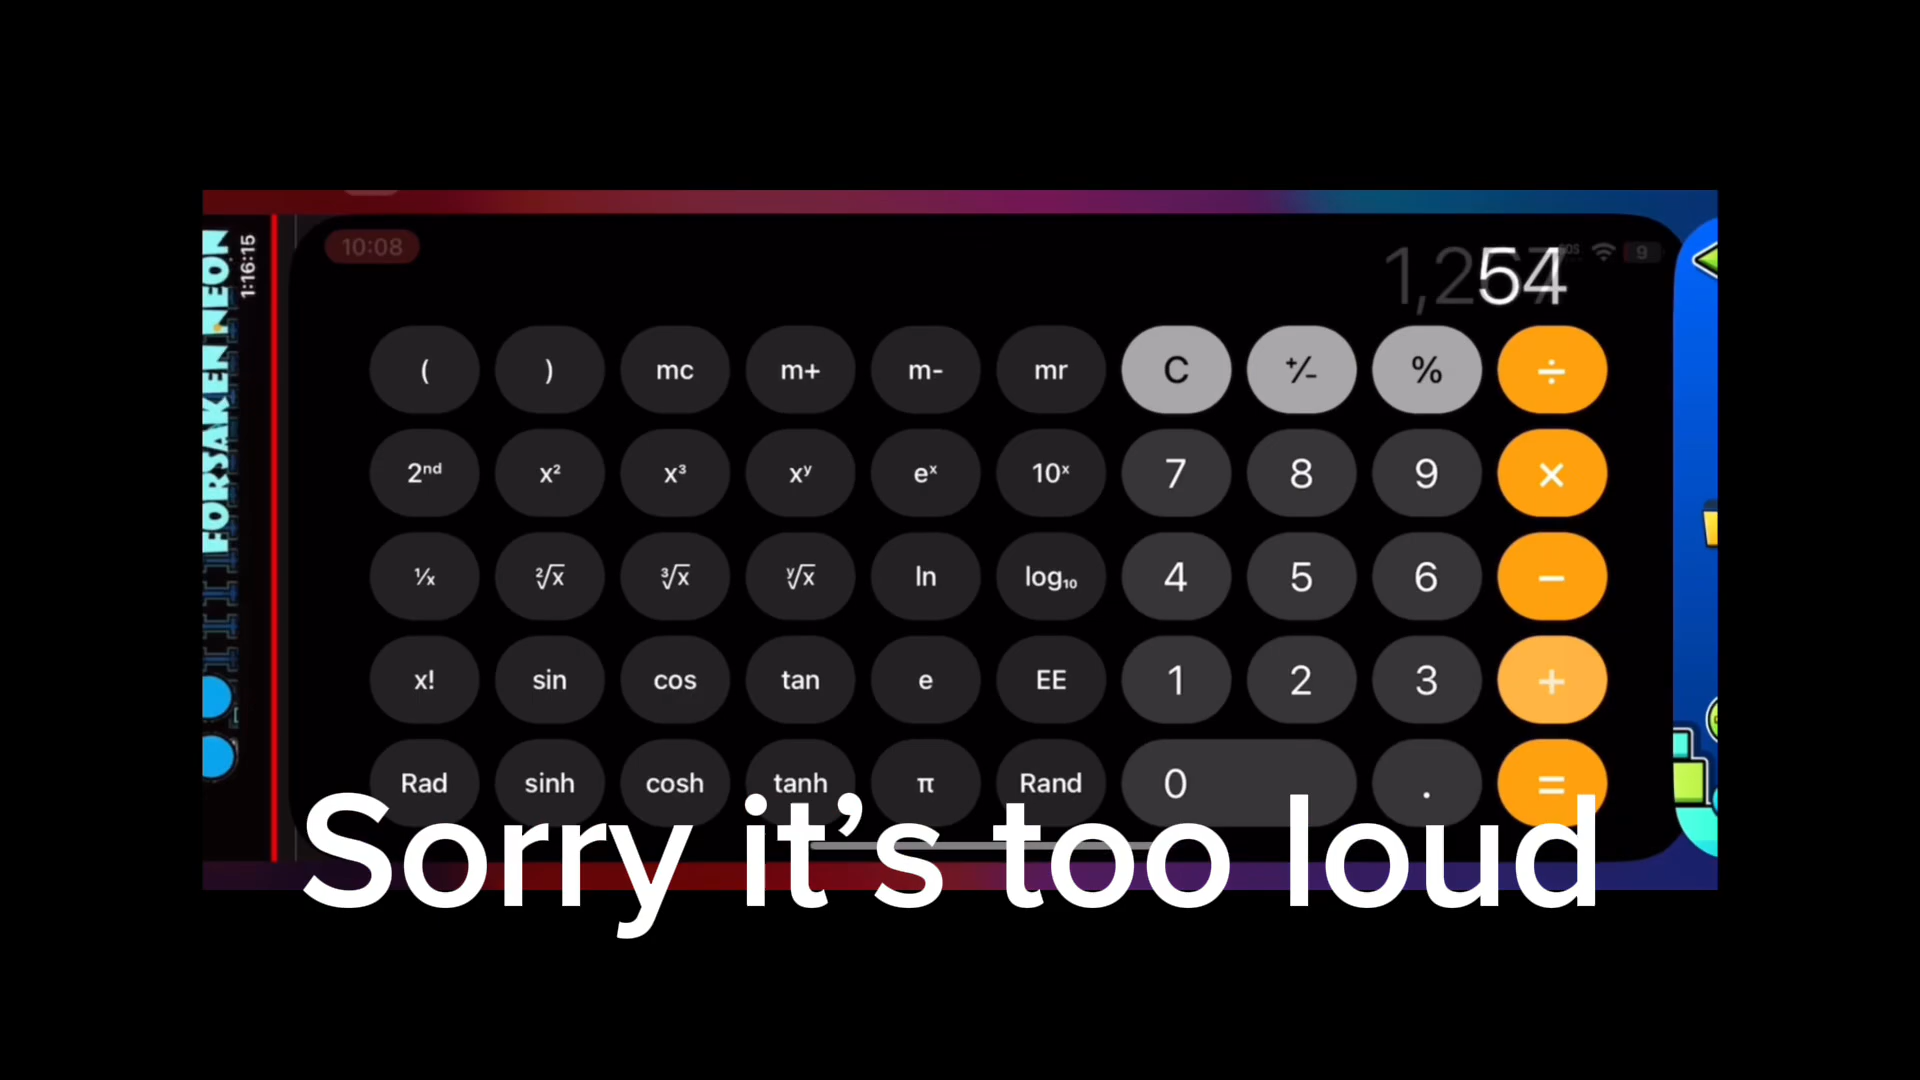 10:08
54
9
FORSAKEN NEON
1:16:15
( ) mc m+ m- mr C +/- % ÷
2nd x² x³ xʸ eˣ 10ˣ 7 8 9 ×
1/x ²√x ³√x ʸ√x ln log₁₀ 4 5 6 −
x! sin cos tan e EE 1 2 3 +
Rad sinh cosh tanh π Rand 0 . =
Sorry it’s too loud